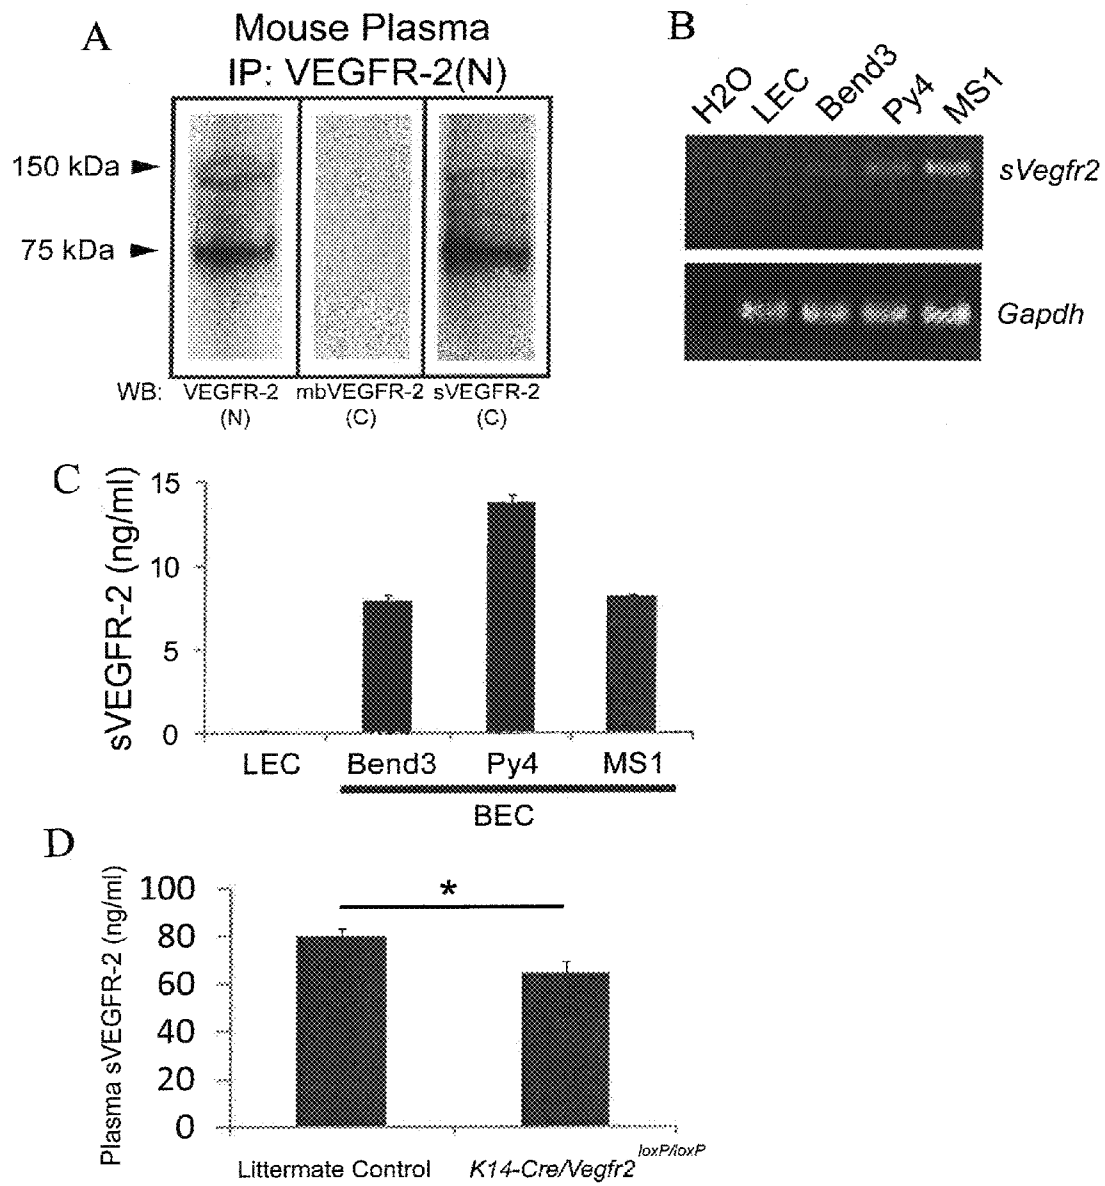 A
Mouse Plasma
IP: VEGFR-2(N)
150 kDa
75 kDa
WB: VEGFR-2 (N) mbVEGFR-2 (C) sVEGFR-2 (C)
B
H2O LEC Bend3 Py4 MS1
sVegfr2
Gapdh
C
sVEGFR-2 (ng/ml)
15
10
5
0
LEC Bend3 Py4 MS1
BEC
D
Plasma sVEGFR-2 (ng/ml)
100
80
60
40
20
0
*
Littermate Control K14-Cre/Vegfr2 loxP/loxP